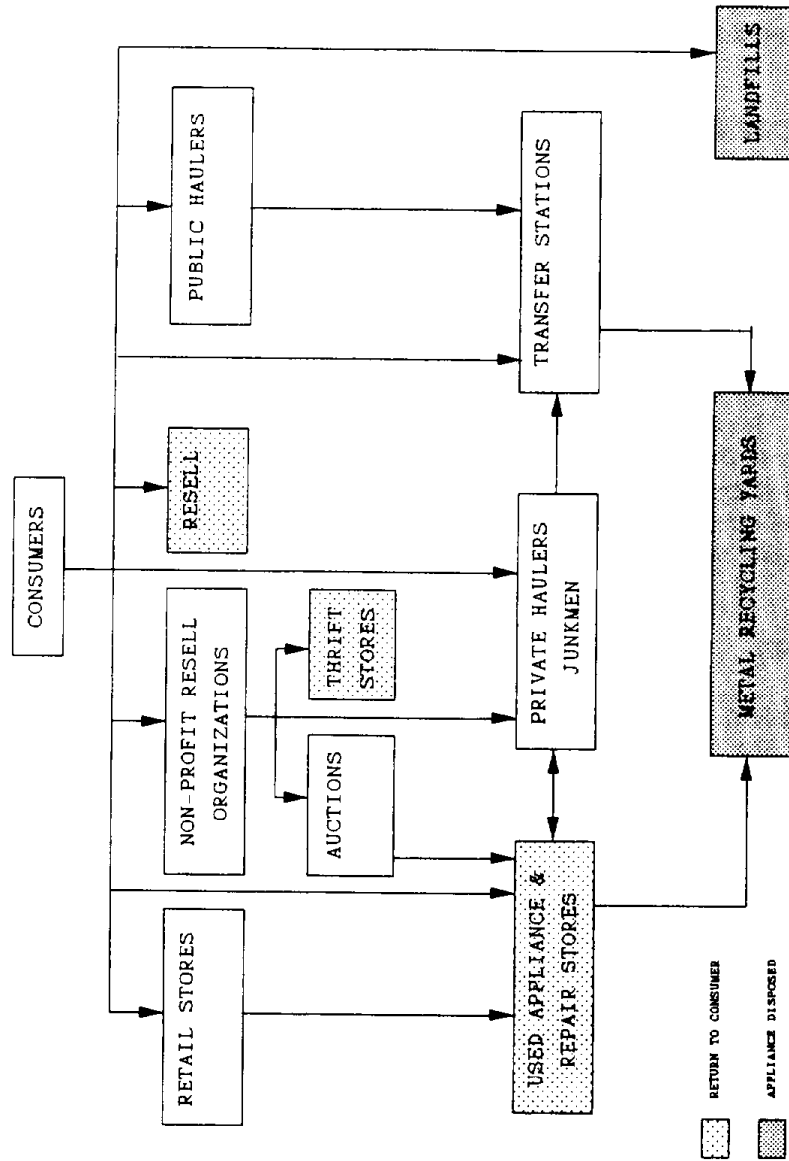 CONSUMERS
RETAIL STORES
NON-PROFIT RESELL
ORGANIZATIONS
RESELL
PUBLIC HAULERS
AUCTIONS
THRIFT
STORES
USED APPLIANCE &
REPAIR STORES
PRIVATE HAULERS
JUNKMEN
TRANSFER STATIONS
METAL RECYCLING YARDS
LANDFILLS
RETURN TO CONSUMER
APPLIANCE DISPOSED